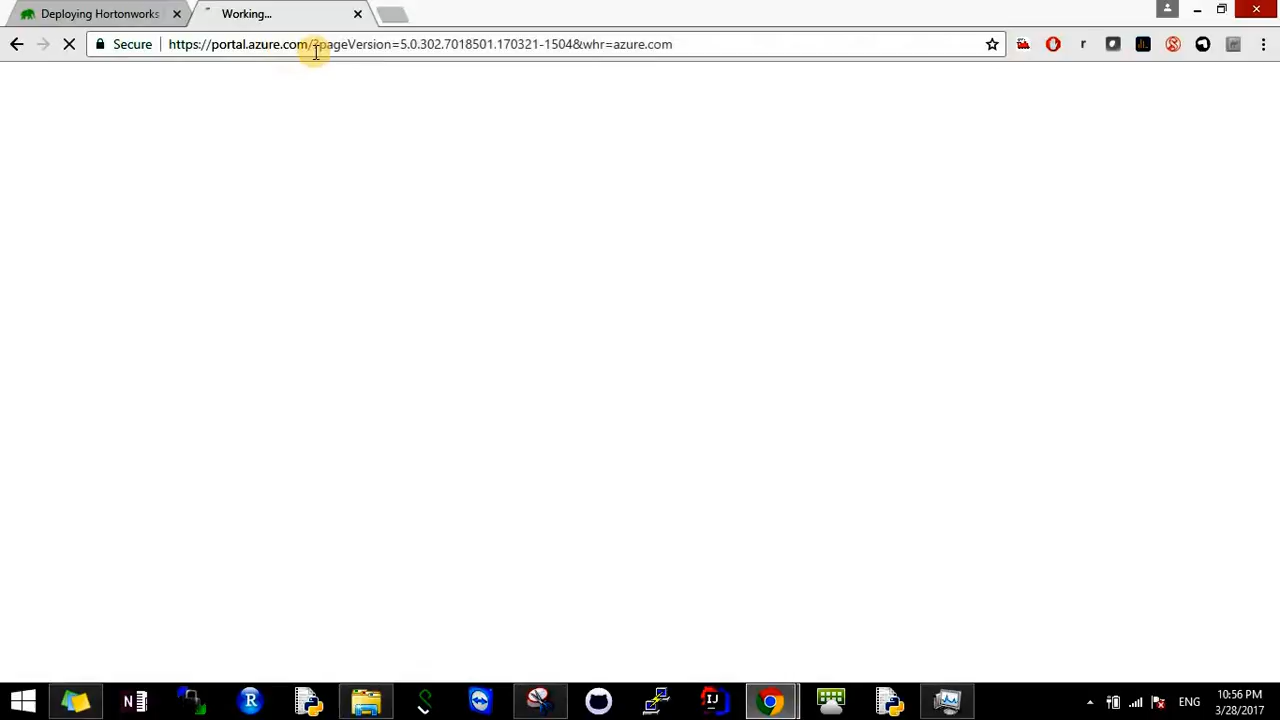 Deploying Hortonworks
Working...
Secure
https://portal.azure.com/?pageVersion=5.0.302.7018501.170321-1504&whr=azure.com
r
N
R
IJ
ENG
10:56 PM
3/28/2017